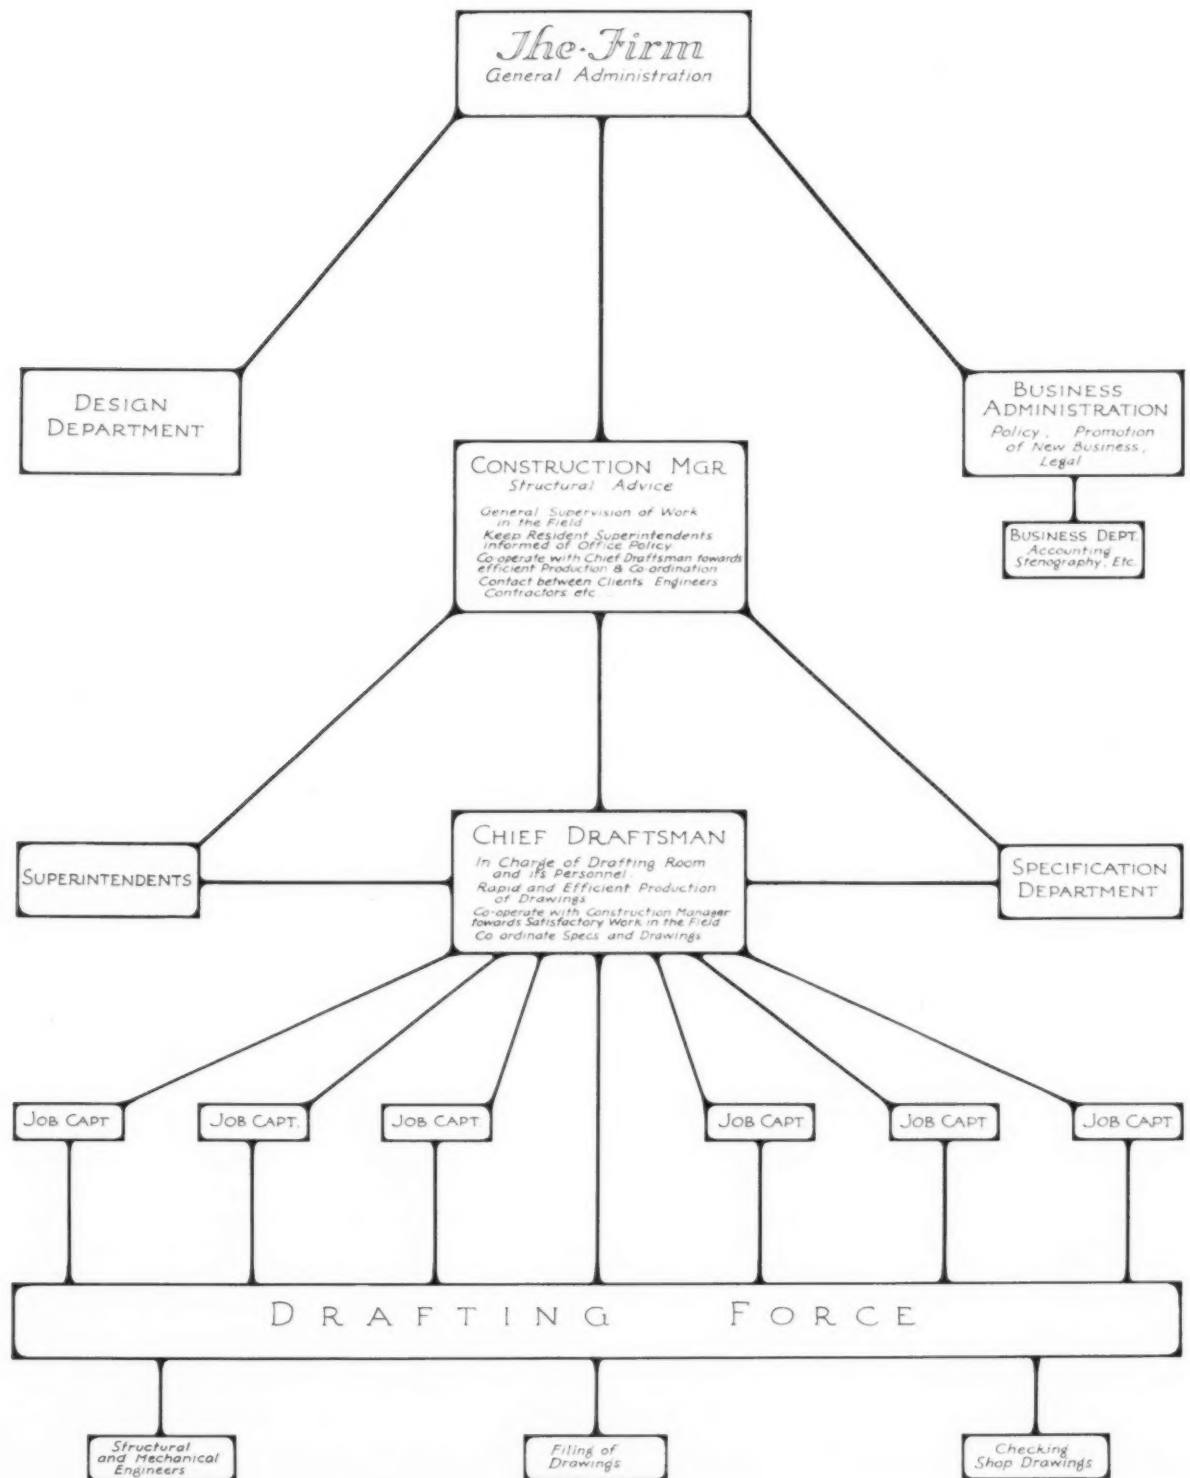 The·Firm
General Administration
DESIGN
DEPARTMENT
BUSINESS
ADMINISTRATION
Policy, Promotion
of New Business,
Legal
CONSTRUCTION MGR
Structural Advice
General Supervision of Work
in the Field
Keep Resident Superintendents
informed of Office Policy
Co-operate with Chief Draftsman towards
efficient Production & Co-ordination
Contact between Clients Engineers
Contractors etc...
BUSINESS DEPT.
Accounting
Stenography, Etc.
SUPERINTENDENTS
CHIEF DRAFTSMAN
In Charge of Drafting Room
and its Personnel.
Rapid and Efficient Production
of Drawings
Co-operate with Construction Manager
towards Satisfactory Work in the Field
Co ordinate Specs and Drawings
SPECIFICATION
DEPARTMENT
JOB CAPT
JOB CAPT.
JOB CAPT.
JOB CAPT
JOB CAPT
JOB CAPT
DRAFTING FORCE
Structural
and Mechanical
Engineers
Filing of
Drawings
Checking
Shop Drawings